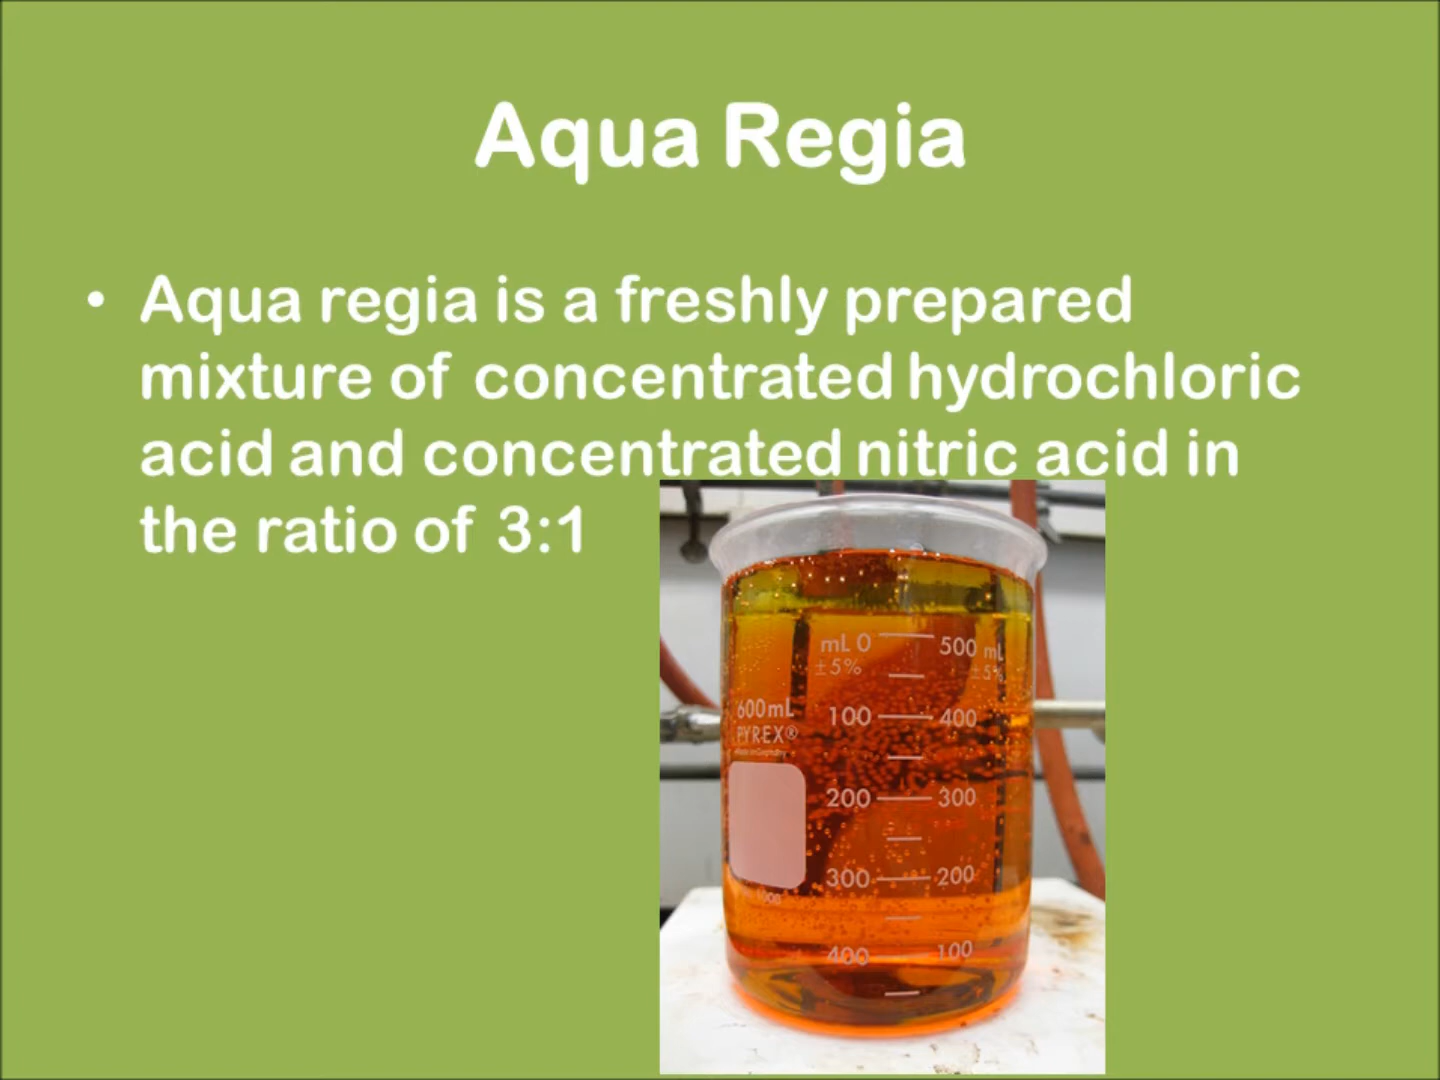 Aqua Regia
• Aqua regia is a freshly prepared
mixture of concentrated hydrochloric
acid and concentrated nitric acid in
the ratio of 3:1
mL 0 500 mL
±5% ±5%
600mL 100 400
PYREX®
200 300
300 200
400 100